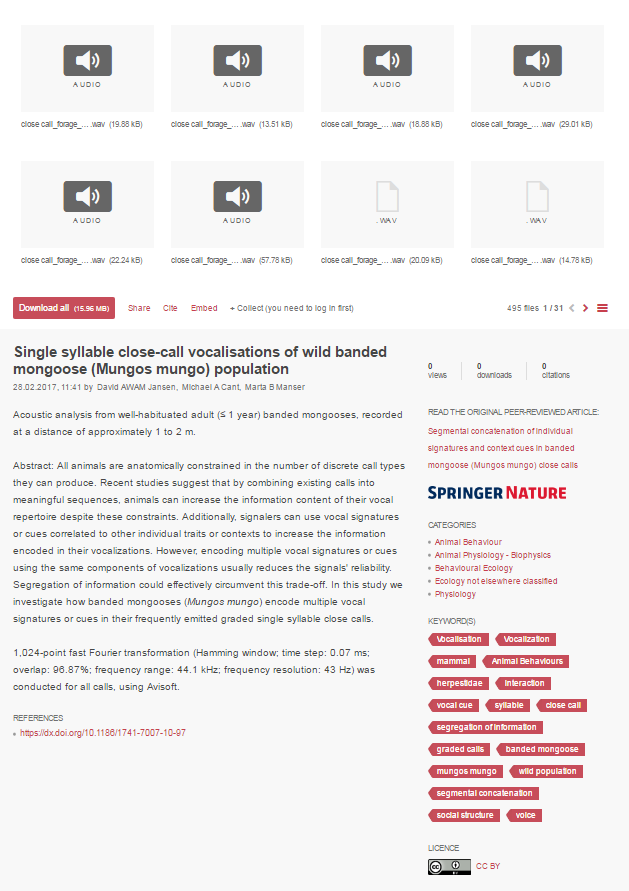 AUDIO AUDIO AUDIO AUDIO
close call_forage_... .wav (19.88 kB) close call_forage_... .wav (13.51 kB) close call_forage_... .wav (18.88 kB) close call_forage_... .wav (29.01 kB)
AUDIO AUDIO .WAV .WAV
close call_forage_... .wav (22.24 kB) close call_forage_... .wav (57.78 kB) close call_forage_... .wav (20.09 kB) close call_forage_... .wav (14.78 kB)
Download all (15.96 MB) Share Cite Embed + Collect (you need to log in first) 495 files 1 / 31
Single syllable close-call vocalisations of wild banded
mongoose (Mungos mungo) population
28.02.2017, 11:41 by David AWAM Jansen, Michael A Cant, Marta B Manser
Acoustic analysis from well-habituated adult (≤ 1 year) banded mongooses, recorded
at a distance of approximately 1 to 2 m.
Abstract: All animals are anatomically constrained in the number of discrete call types
they can produce. Recent studies suggest that by combining existing calls into
meaningful sequences, animals can increase the information content of their vocal
repertoire despite these constraints. Additionally, signalers can use vocal signatures
or cues correlated to other individual traits or contexts to increase the information
encoded in their vocalizations. However, encoding multiple vocal signatures or cues
using the same components of vocalizations usually reduces the signals' reliability.
Segregation of information could effectively circumvent this trade-off. In this study we
investigate how banded mongooses (Mungos mungo) encode multiple vocal
signatures or cues in their frequently emitted graded single syllable close calls.
1,024-point fast Fourier transformation (Hamming window; time step: 0.07 ms;
overlap: 96.87%; frequency range: 44.1 kHz; frequency resolution: 43 Hz) was
conducted for all calls, using Avisoft.
REFERENCES
https://dx.doi.org/10.1186/1741-7007-10-97
0 0 0
views downloads citations
READ THE ORIGINAL PEER-REVIEWED ARTICLE:
Segmental concatenation of individual
signatures and context cues in banded
mongoose (Mungos mungo) close calls
SPRINGER NATURE
CATEGORIES
Animal Behaviour
Animal Physiology - Biophysics
Behavioural Ecology
Ecology not elsewhere classified
Physiology
KEYWORD(S)
Vocalisation Vocalization
mammal Animal Behaviours
herpestidae interaction
vocal cue syllable close call
segregation of information
graded calls banded mongoose
mungos mungo wild population
segmental concatenation
social structure voice
LICENCE
cc BY CC BY